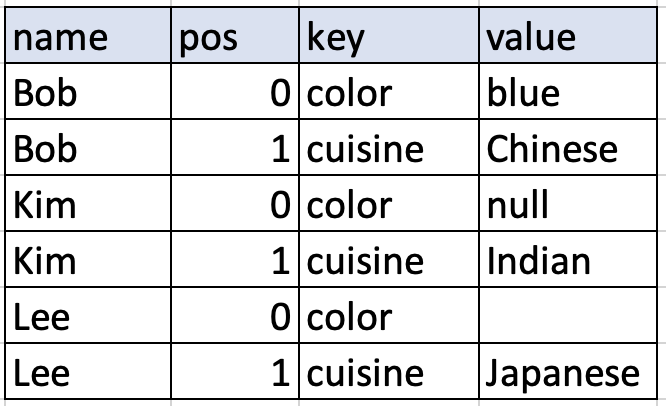 name pos key value
Bob 0 color blue
Bob 1 cuisine Chinese
Kim 0 color null
Kim 1 cuisine Indian
Lee 0 color
Lee 1 cuisine Japanese